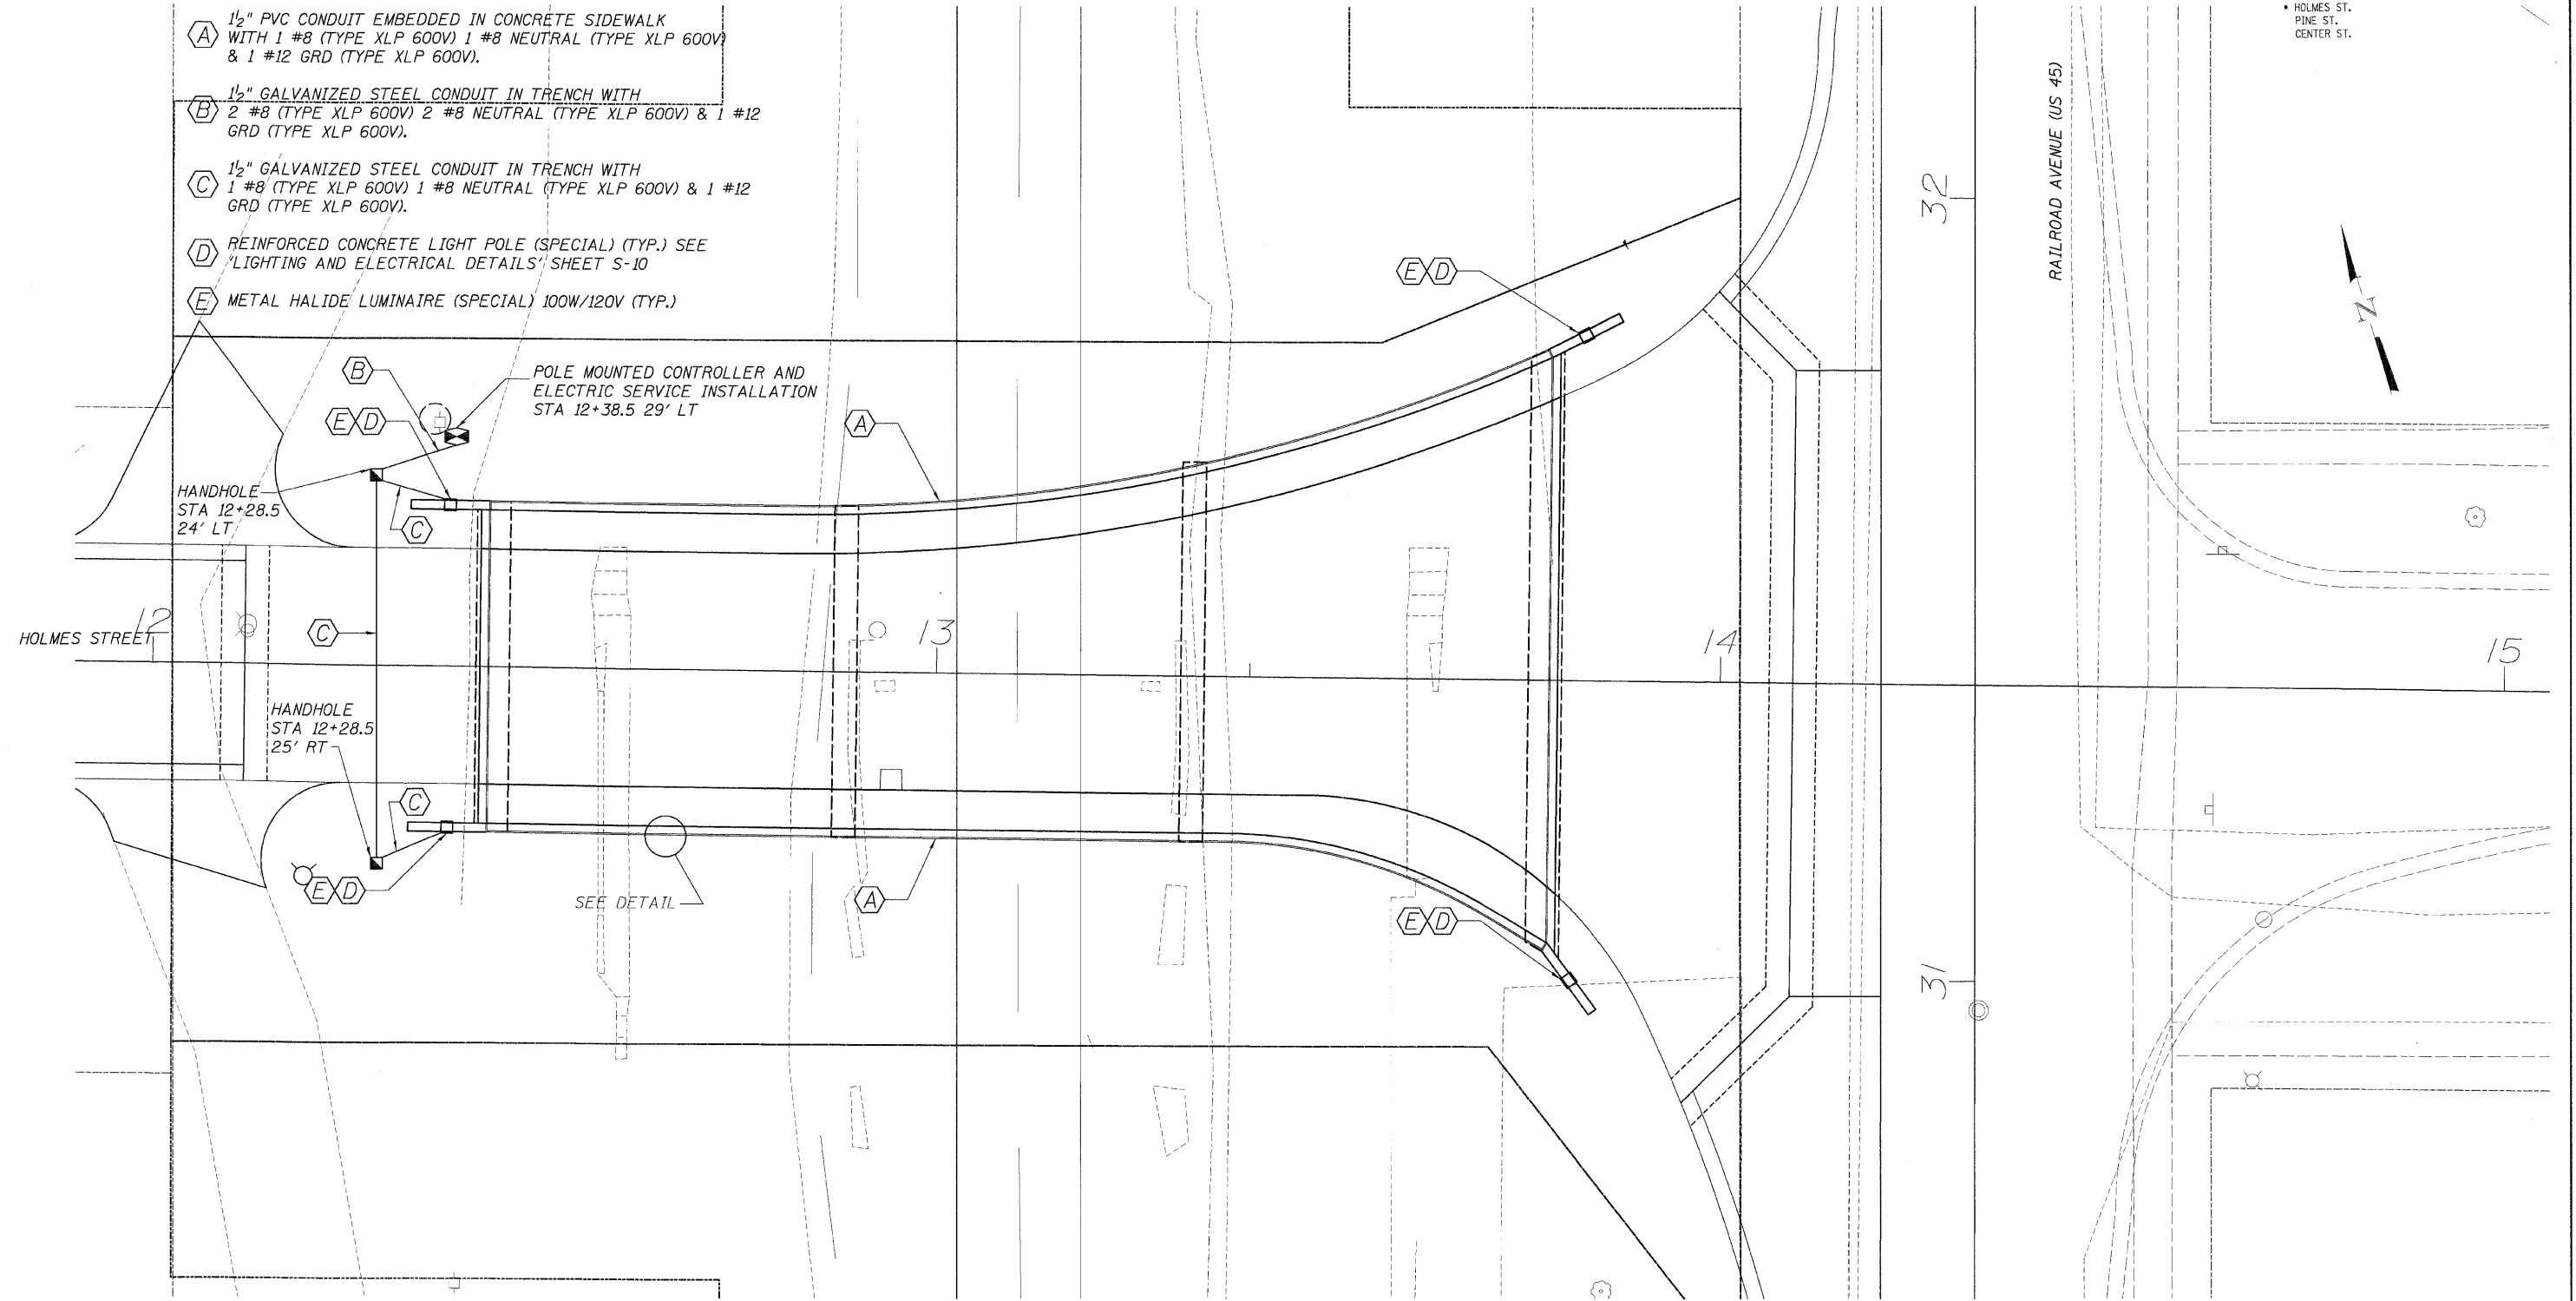 1 1/2" PVC CONDUIT EMBEDDED IN CONCRETE SIDEWALK
A WITH 1 #8 (TYPE XLP 600V) 1 #8 NEUTRAL (TYPE XLP 600V)
& 1 #12 GRD (TYPE XLP 600V).
1 1/2" GALVANIZED STEEL CONDUIT IN TRENCH WITH
B 2 #8 (TYPE XLP 600V) 2 #8 NEUTRAL (TYPE XLP 600V) & 1 #12
GRD (TYPE XLP 600V).
1 1/2" GALVANIZED STEEL CONDUIT IN TRENCH WITH
C 1 #8 (TYPE XLP 600V) 1 #8 NEUTRAL (TYPE XLP 600V) & 1 #12
GRD (TYPE XLP 600V).
D REINFORCED CONCRETE LIGHT POLE (SPECIAL) (TYP.) SEE
'LIGHTING AND ELECTRICAL DETAILS' SHEET S-10
E METAL HALIDE LUMINAIRE (SPECIAL) 100W/120V (TYP.)
• HOLMES ST.
PINE ST.
CENTER ST.
RAILROAD AVENUE (US 45)
32
N
E D
B
POLE MOUNTED CONTROLLER AND
ELECTRIC SERVICE INSTALLATION
STA 12+38.5 29' LT
E D
A
HANDHOLE
STA 12+28.5
24' LT
C
12
HOLMES STREET
C
13
14
15
HANDHOLE
STA 12+28.5
25' RT
C
E D
SEE DETAIL
A
E D
31